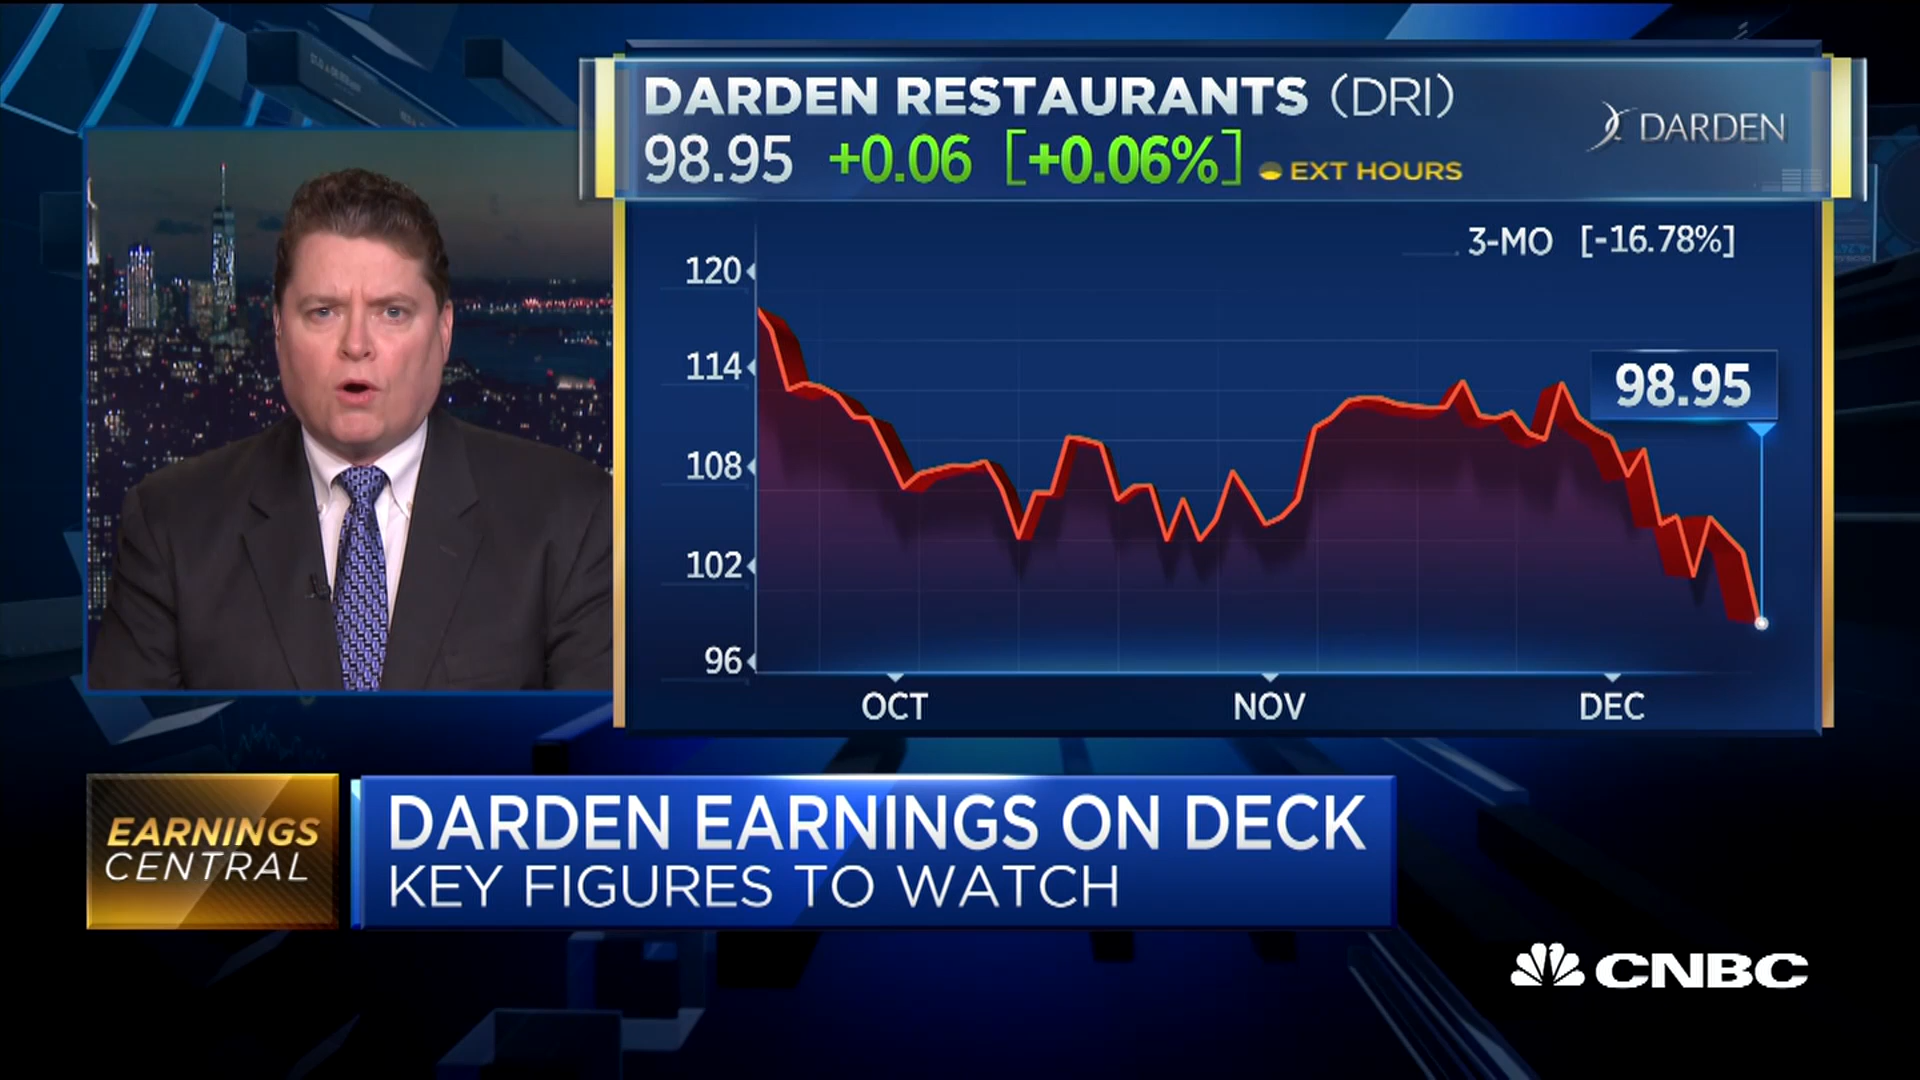 DARDEN RESTAURANTS (DRI)
98.95 +0.06 [+0.06%] EXT HOURS
DARDEN
3-MO [-16.78%]
120
114
98.95
108
102
96
OCT NOV DEC
EARNINGS
CENTRAL
DARDEN EARNINGS ON DECK
KEY FIGURES TO WATCH
CNBC